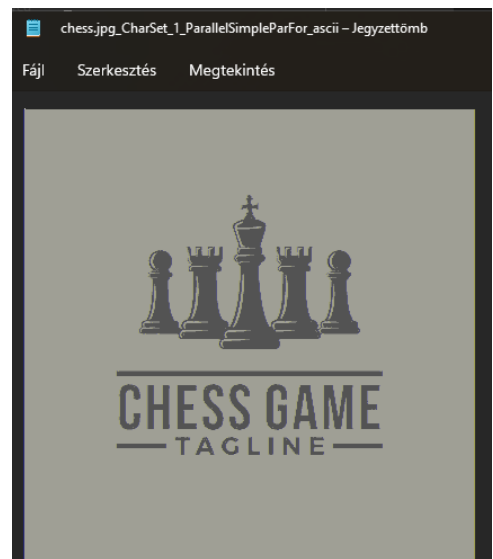 chess.jpg_CharSet_1_ParallelSimpleParFor_ascii – Jegyzettömb
Fájl Szerkesztés Megtekintés
CHESS GAME
TAGLINE